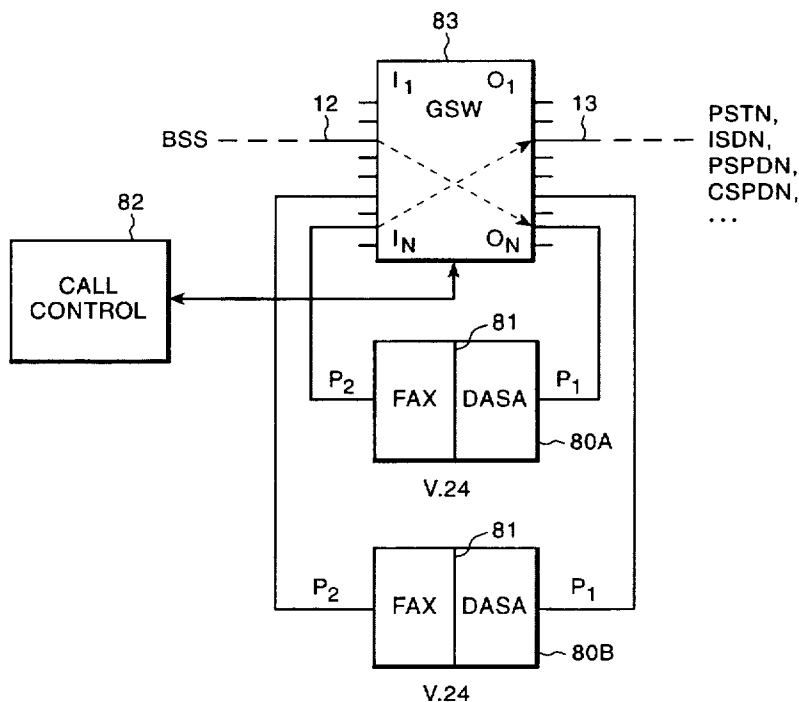 83
I1 O1
GSW
12
13
BSS
PSTN,
ISDN,
PSPDN,
CSPDN,
...
82
CALL
CONTROL
IN ON
81
P2
FAX
DASA
P1
80A
V.24
81
P2
FAX
DASA
P1
80B
V.24